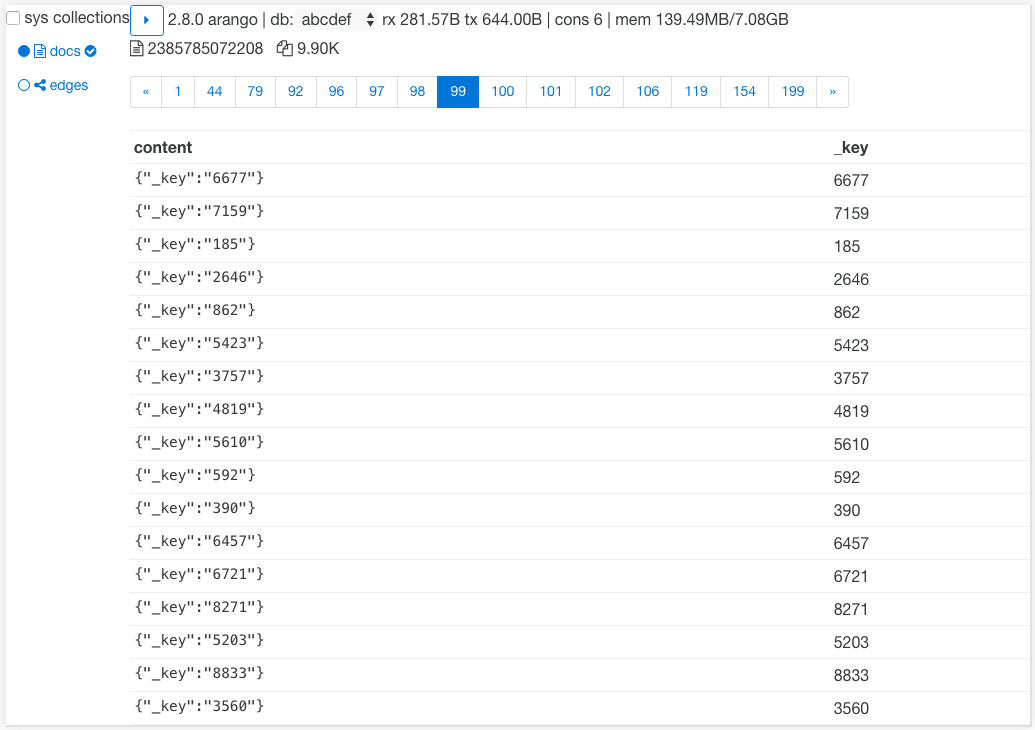 sys collections 2.8.0 arango | db: abcdef rx 281.57B tx 644.00B | cons 6 | mem 139.49MB/7.08GB
docs 2385785072208 9.90K
edges « 1 44 79 92 96 97 98 99 100 101 102 106 119 154 199 »
content _key
{"_key":"6677"} 6677
{"_key":"7159"} 7159
{"_key":"185"} 185
{"_key":"2646"} 2646
{"_key":"862"} 862
{"_key":"5423"} 5423
{"_key":"3757"} 3757
{"_key":"4819"} 4819
{"_key":"5610"} 5610
{"_key":"592"} 592
{"_key":"390"} 390
{"_key":"6457"} 6457
{"_key":"6721"} 6721
{"_key":"8271"} 8271
{"_key":"5203"} 5203
{"_key":"8833"} 8833
{"_key":"3560"} 3560